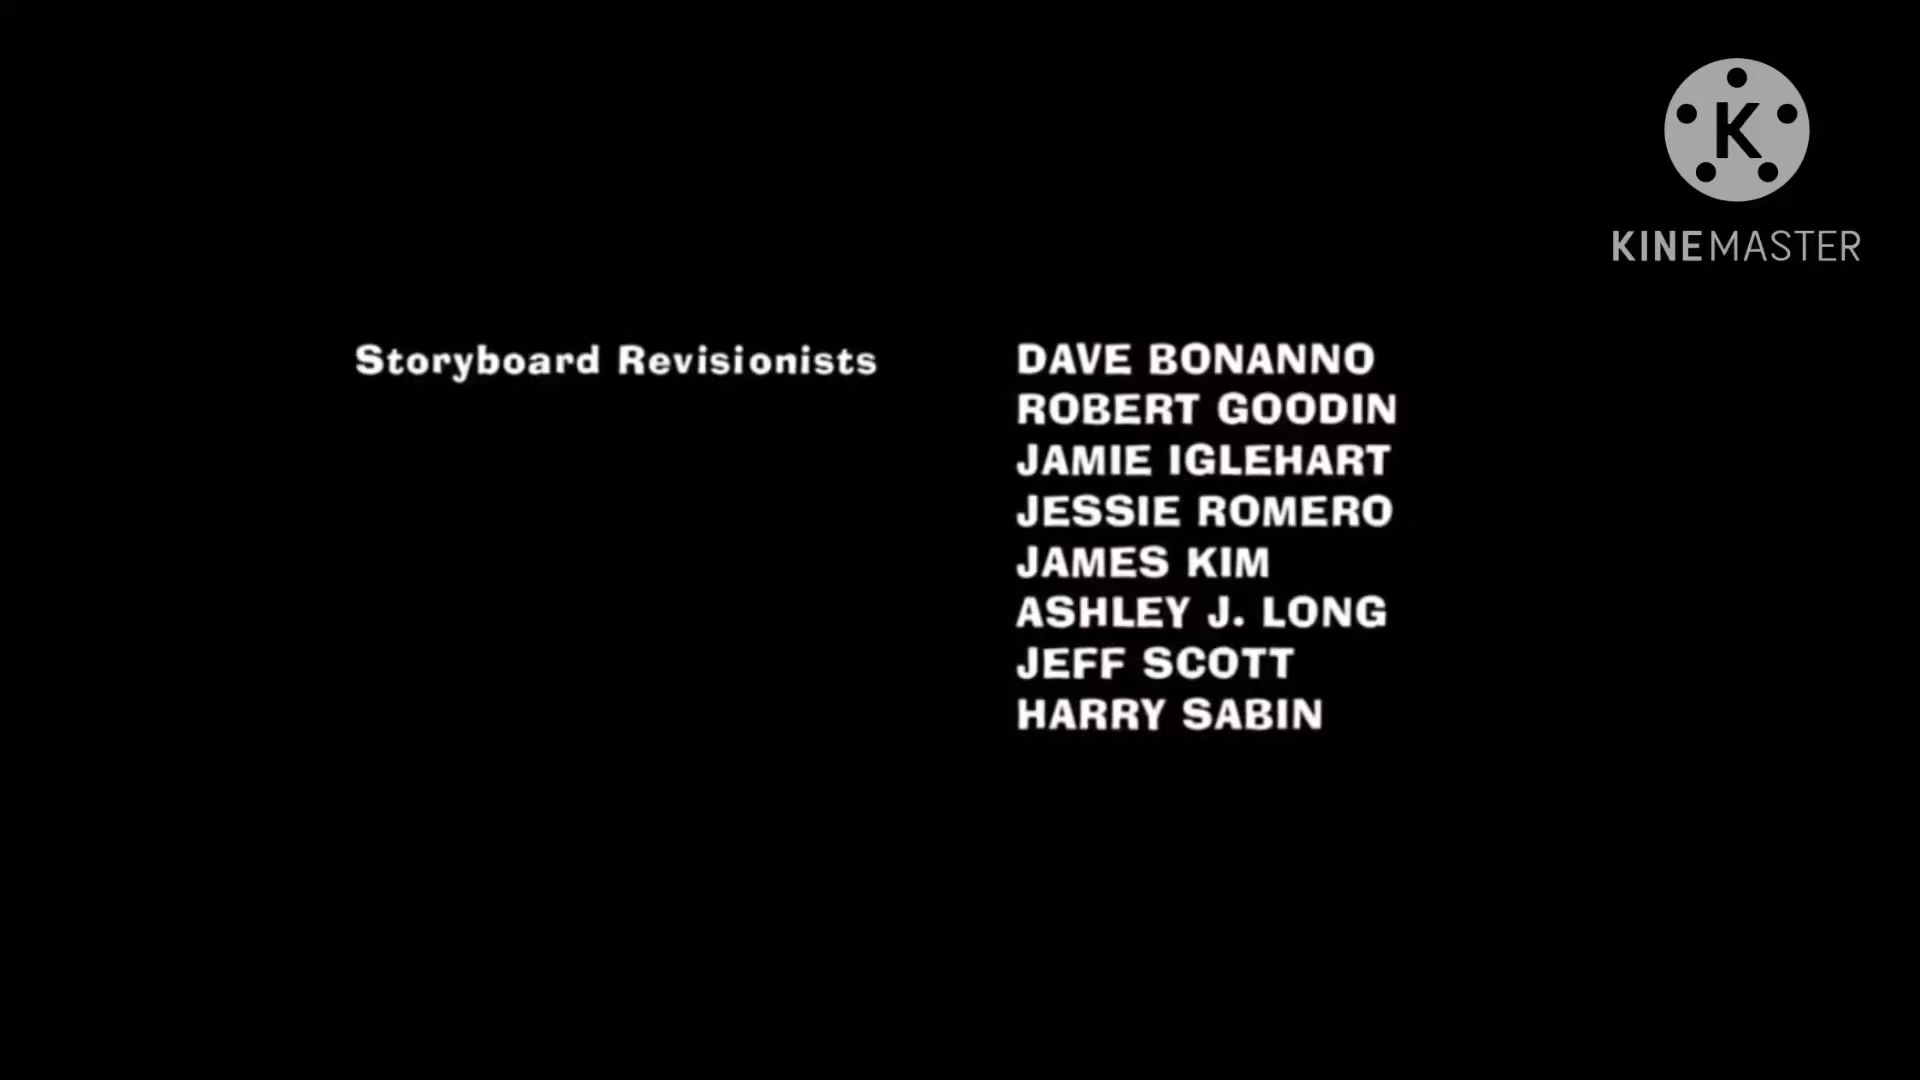 K
KINEMASTER
Storyboard Revisionists
DAVE BONANNO
ROBERT GOODIN
JAMIE IGLEHART
JESSIE ROMERO
JAMES KIM
ASHLEY J. LONG
JEFF SCOTT
HARRY SABIN